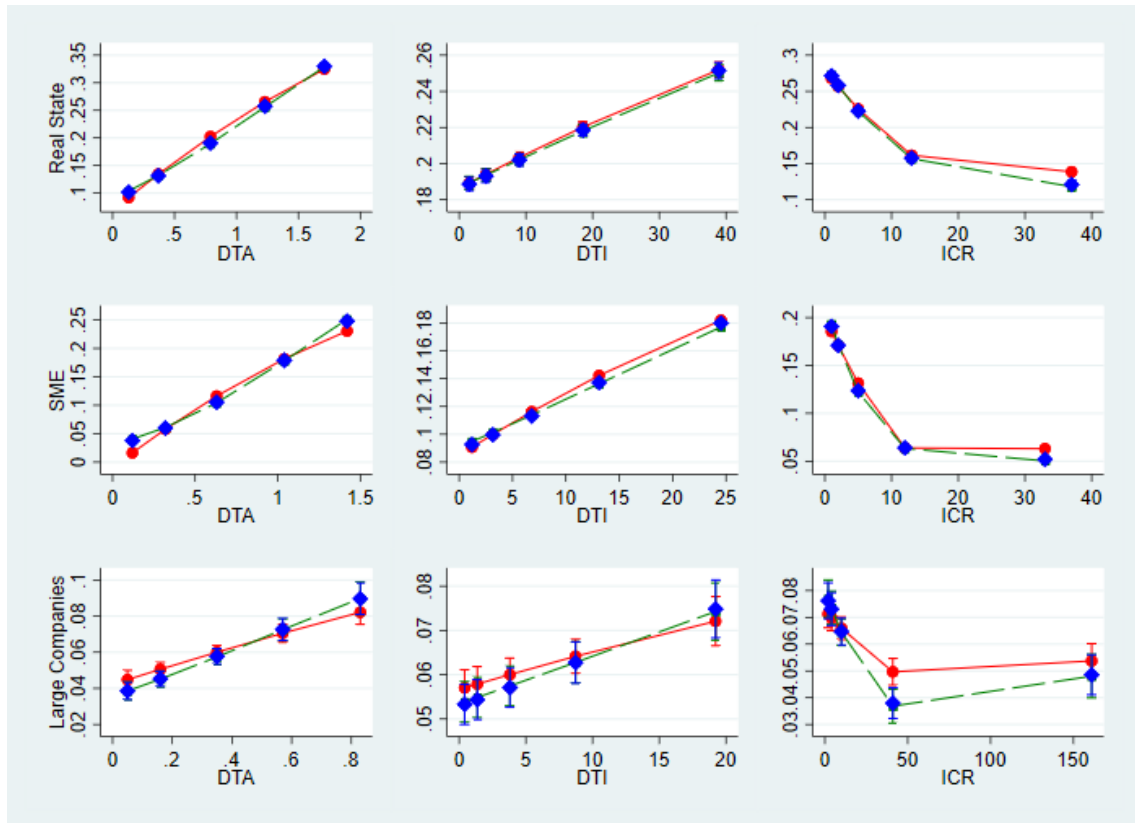 Real State
.1 .15 .2 .25 .3 .35
0 .5 1 1.5 2
DTA
.18 .2 .22 .24 .26
0 10 20 30 40
DTI
.1 .15 .2 .25 .3
0 10 20 30 40
ICR
SME
0 .05 .1 .15 .2 .25
0 .5 1 1.5
DTA
.08 .1 .12 .14 .16 .18
0 5 10 15 20 25
DTI
.05 .1 .15 .2
0 10 20 30 40
ICR
Large Companies
.02 .04 .06 .08 .1
0 .2 .4 .6 .8
DTA
.05 .06 .07 .08
0 5 10 15 20
DTI
.03 .04 .05 .06 .07 .08
0 50 100 150
ICR